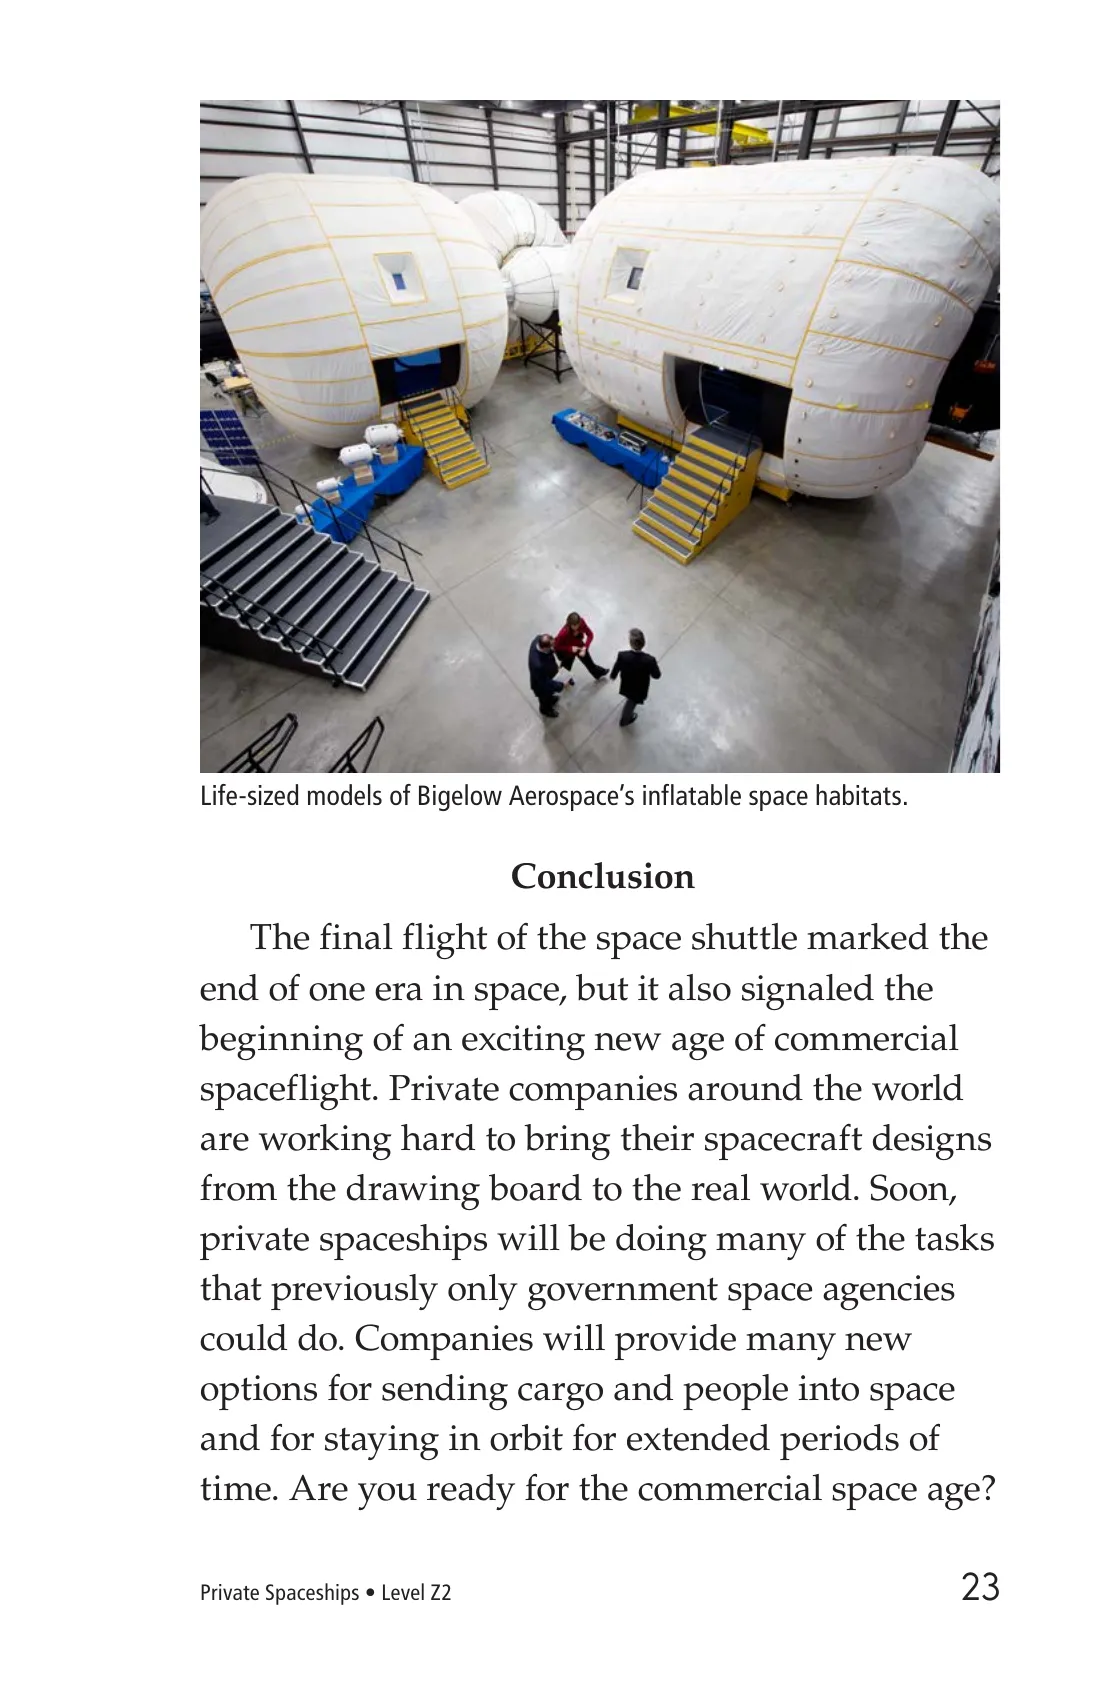 Life-sized models of Bigelow Aerospace’s inflatable space habitats.
Conclusion
The final flight of the space shuttle marked the
end of one era in space, but it also signaled the
beginning of an exciting new age of commercial
spaceflight. Private companies around the world
are working hard to bring their spacecraft designs
from the drawing board to the real world. Soon,
private spaceships will be doing many of the tasks
that previously only government space agencies
could do. Companies will provide many new
options for sending cargo and people into space
and for staying in orbit for extended periods of
time. Are you ready for the commercial space age?
Private Spaceships • Level Z2
23